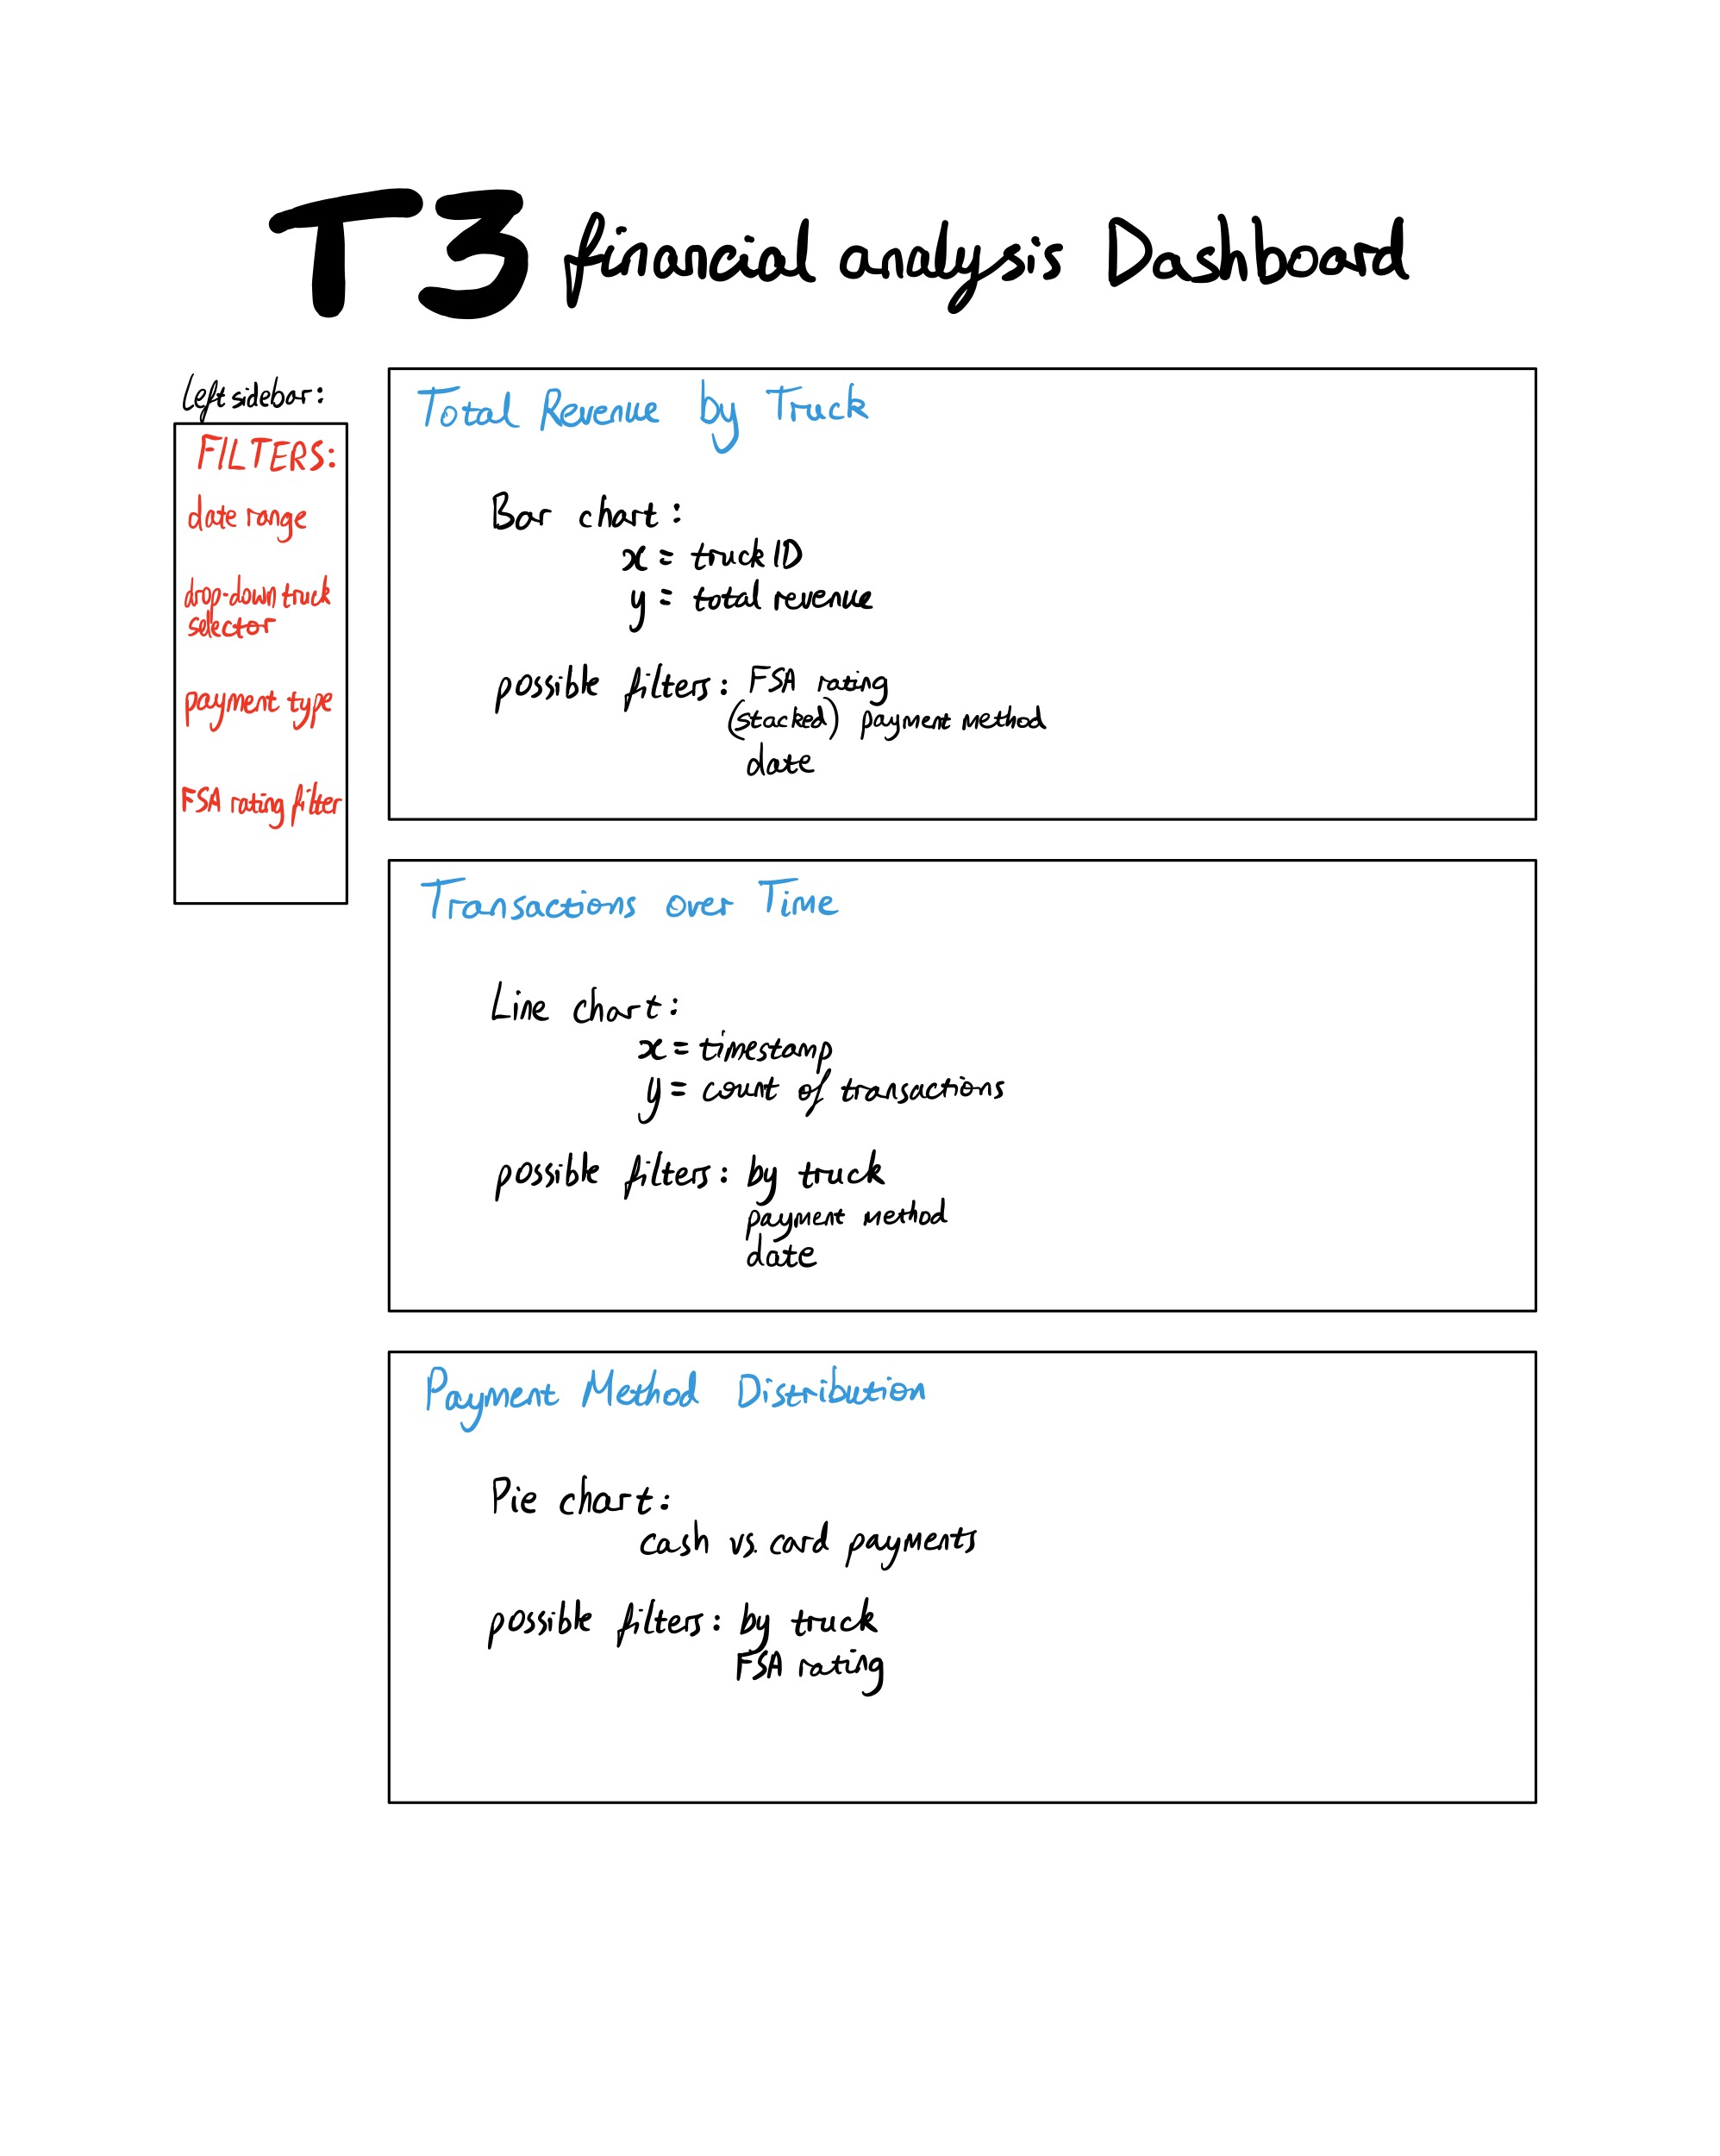 T3 financial analysis Dashboard
Left sidebar:
FILTERS:
date range
drop-down truck
selector
payment type
FSA rating filter
Total Revenue by Truck
Bar chart:
x = truck ID
y = total revenue
possible filters: FSA rating
(stacked) payment method
date
Transactions over Time
Line chart:
x = timestamp
y = count of transactions
possible filters: by truck
payment method
date
Payment Method Distribution
Pie chart:
cash vs. card payments
possible filters: by truck
FSA rating